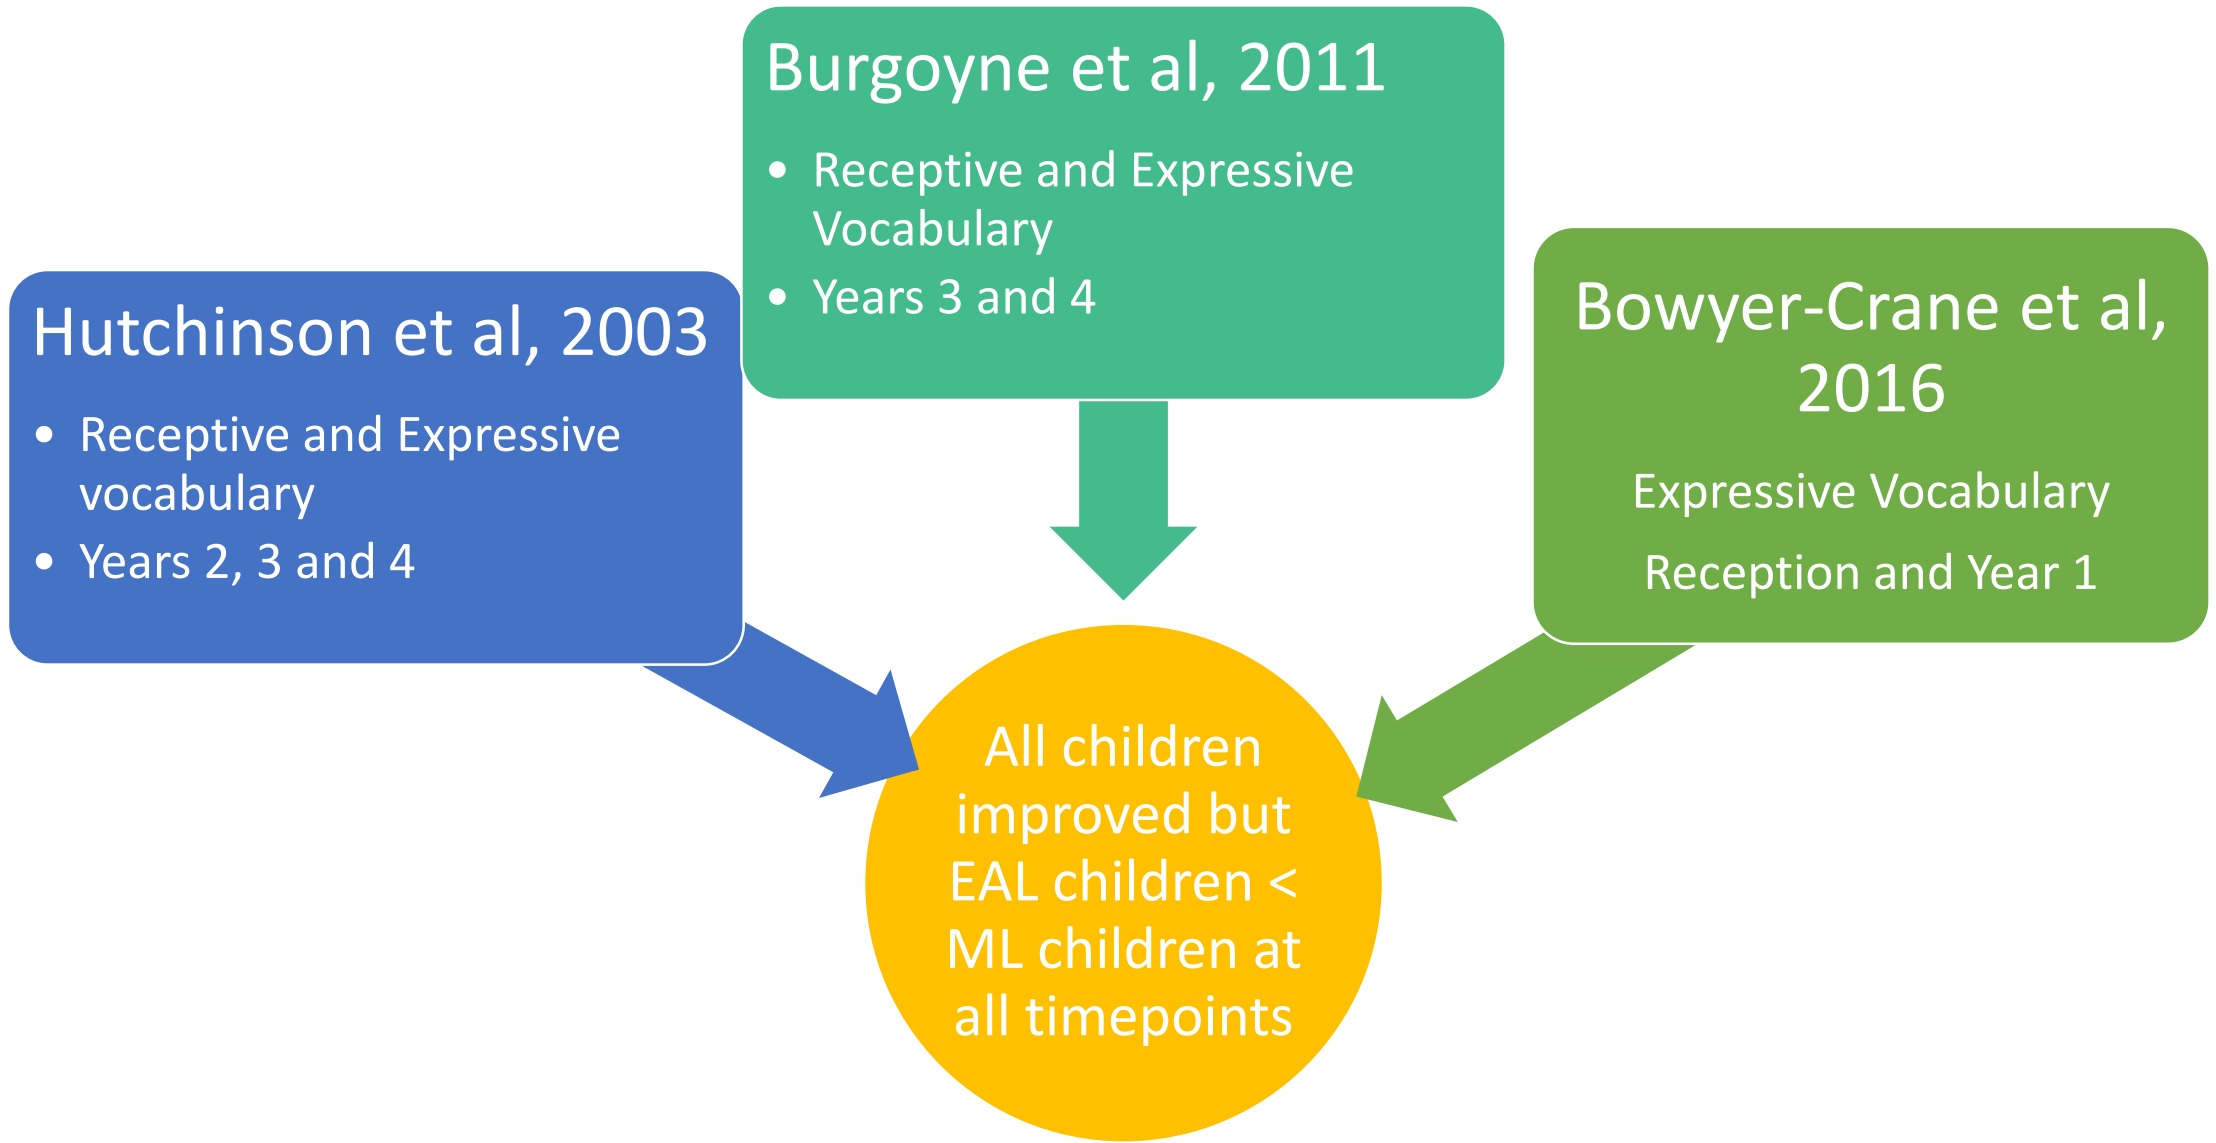 Hutchinson et al, 2003
• Receptive and Expressive
vocabulary
• Years 2, 3 and 4
Burgoyne et al, 2011
• Receptive and Expressive
Vocabulary
• Years 3 and 4
Bowyer-Crane et al,
2016
Expressive Vocabulary
Reception and Year 1
All children
improved but
EAL children <
ML children at
all timepoints